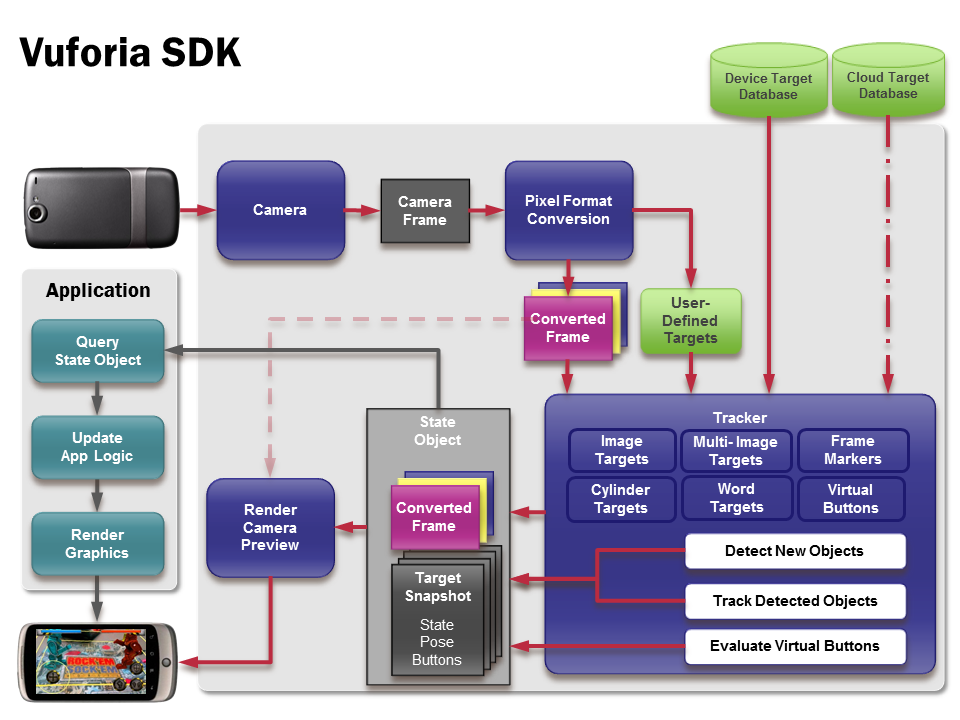 Vuforia SDK
Device Target
Database
Cloud Target
Database
Camera
Camera
Frame
Pixel Format
Conversion
Application
Query
State Object
Update
App Logic
Render
Graphics
Converted
Frame
User-
Defined
Targets
State
Object
Converted
Frame
Target
Snapshot
State
Pose
Buttons
Render
Camera
Preview
Tracker
Image
Targets
Multi-Image
Targets
Frame
Markers
Cylinder
Targets
Word
Targets
Virtual
Buttons
Detect New Objects
Track Detected Objects
Evaluate Virtual Buttons
ROCK'EM
SOCK'EM